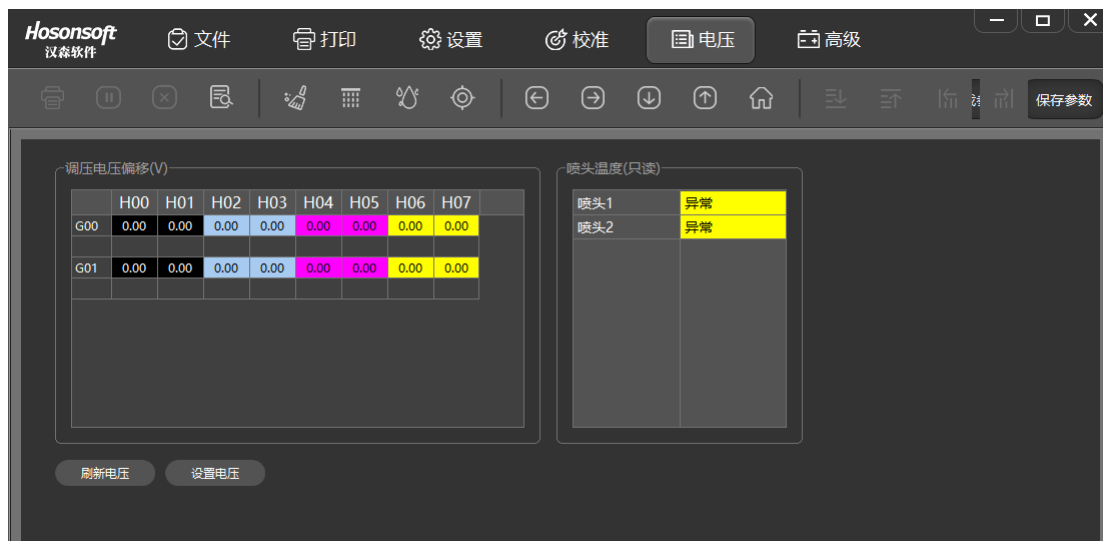 Hosonsoft
汉森软件
文件 打印 设置 校准 电压 高级
保存参数
调压电压偏移(V)
H00 H01 H02 H03 H04 H05 H06 H07
G00 0.00 0.00 0.00 0.00 0.00 0.00 0.00 0.00
G01 0.00 0.00 0.00 0.00 0.00 0.00 0.00 0.00
喷头温度(只读)
喷头1 异常
喷头2 异常
刷新电压 设置电压